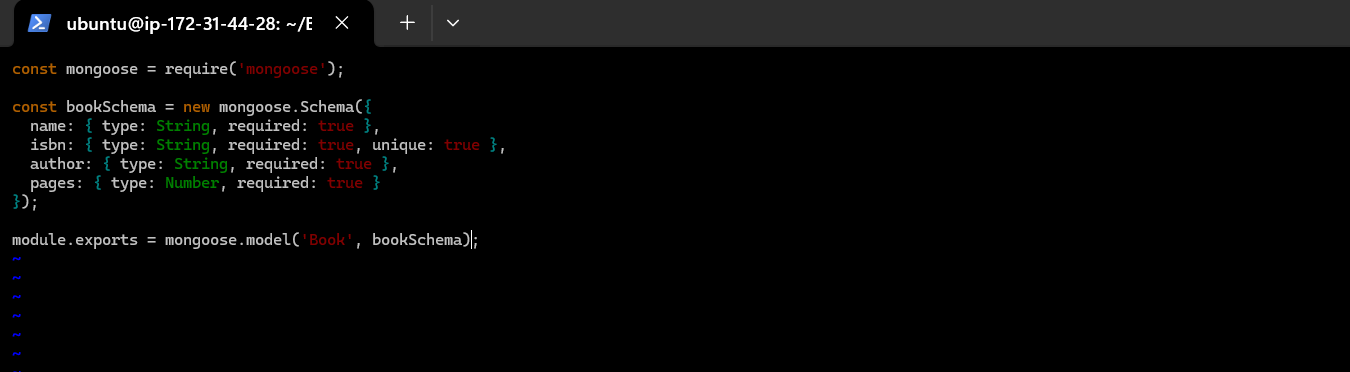 ubuntu@ip-172-31-44-28: ~/E
const mongoose = require('mongoose');
const bookSchema = new mongoose.Schema({
  name: { type: String, required: true },
  isbn: { type: String, required: true, unique: true },
  author: { type: String, required: true },
  pages: { type: Number, required: true }
});
module.exports = mongoose.model('Book', bookSchema);
~
~
~
~
~
~